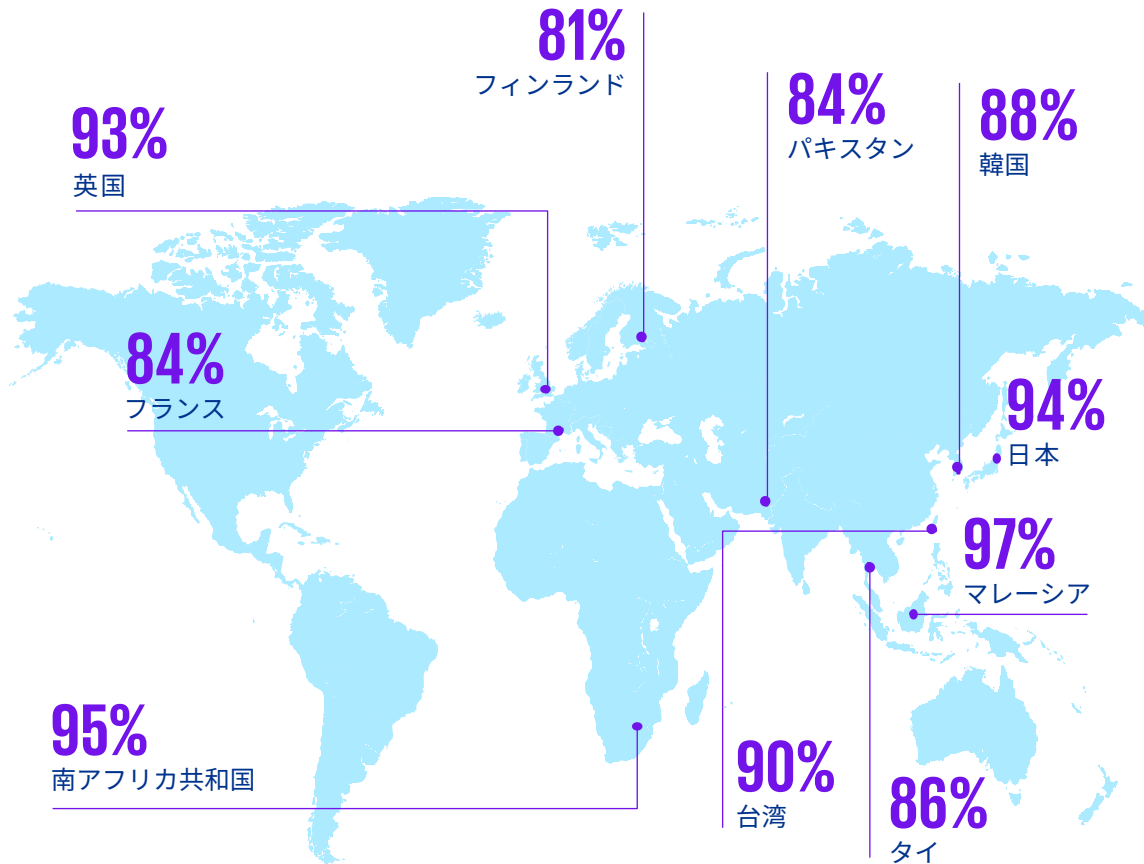 81%
フィンランド
84%
パキスタン
88%
韓国
93%
英国
84%
フランス
94%
日本
97%
マレーシア
95%
南アフリカ共和国
90%
台湾
86%
タイ